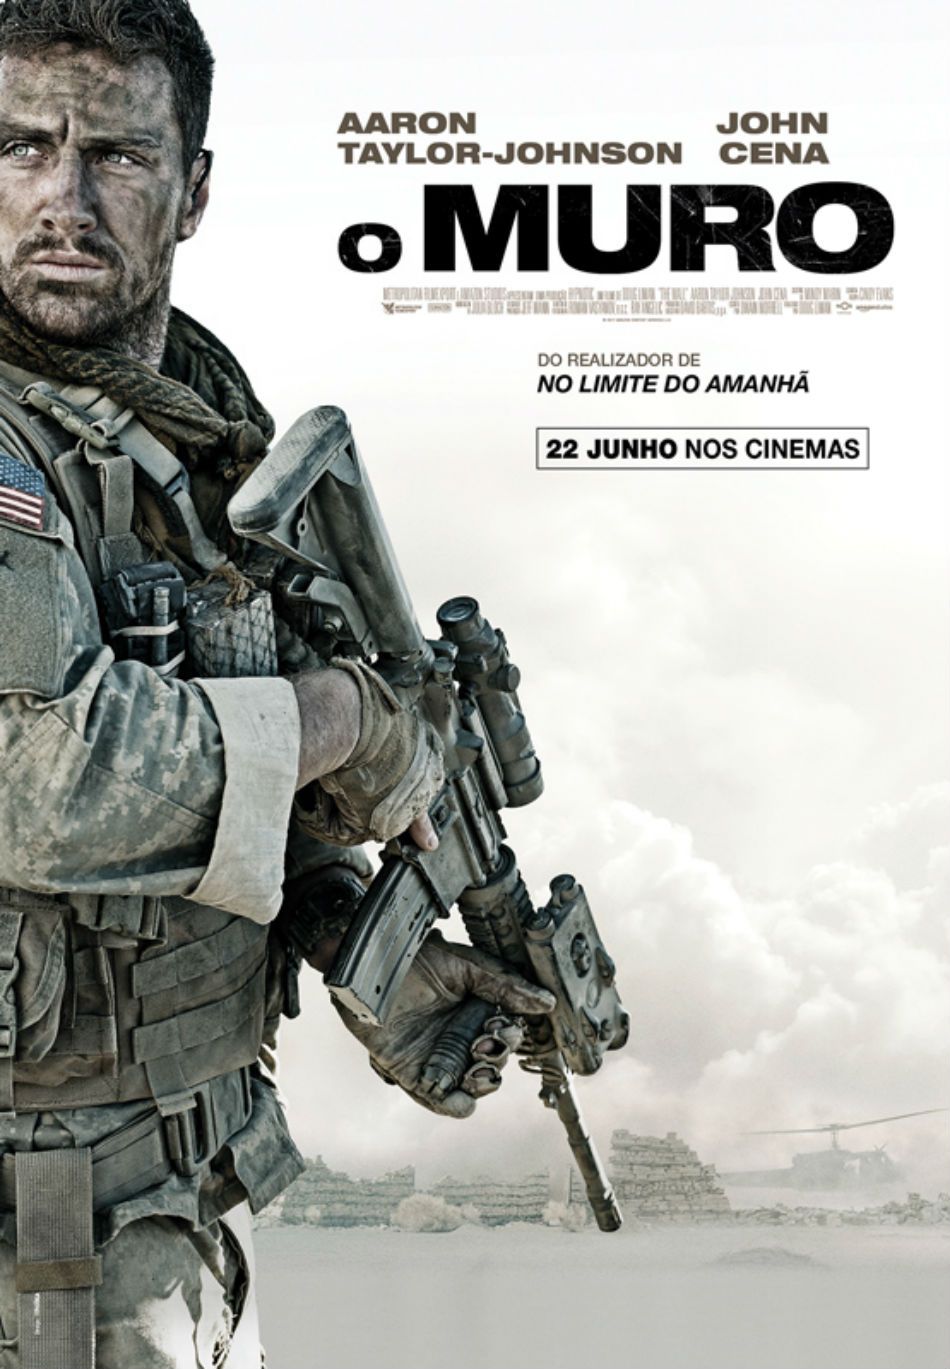 AARON JOHN
TAYLOR-JOHNSON CENA
O MURO
DO REALIZADOR DE
NO LIMITE DO AMANHÃ
22 JUNHO NOS CINEMAS